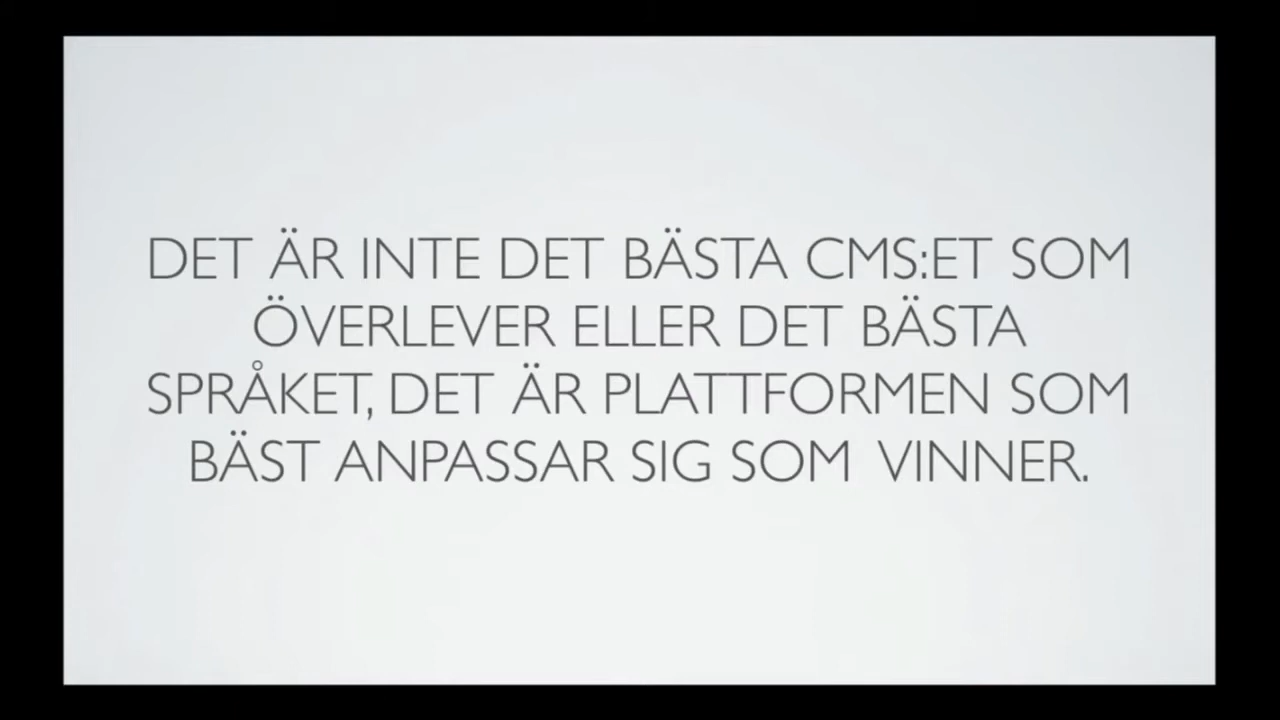 DET ÄR INTE DET BÄSTA CMS:ET SOM
ÖVERLEVER ELLER DET BÄSTA
SPRÅKET, DET ÄR PLATTFORMEN SOM
BÄST ANPASSAR SIG SOM VINNER.